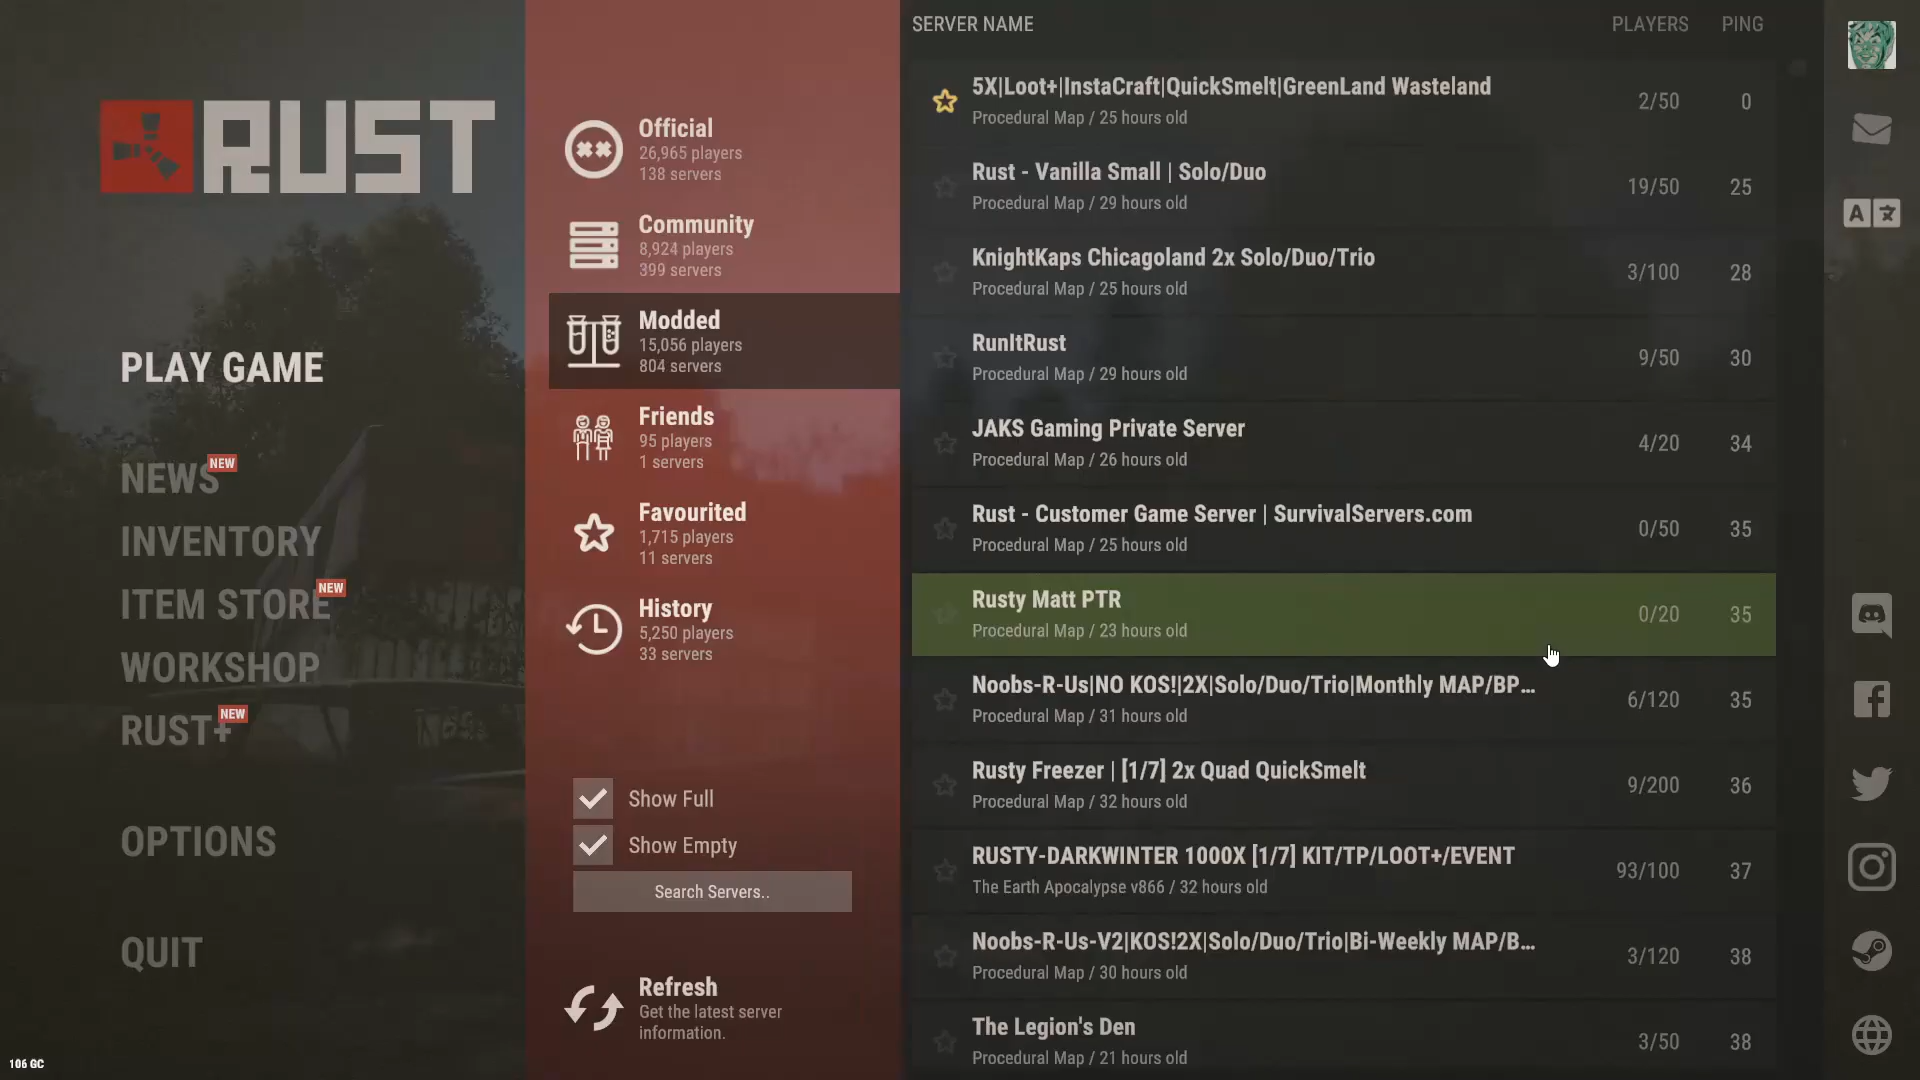 RUST
PLAY GAME
NEWS
NEW
INVENTORY
ITEM STORE
NEW
WORKSHOP
RUST+
NEW
OPTIONS
QUIT
106 GC
Official
26,965 players
138 servers
Community
8,924 players
399 servers
Modded
15,056 players
804 servers
Friends
95 players
1 servers
Favourited
1,715 players
11 servers
History
5,250 players
33 servers
Show Full
Show Empty
Search Servers..
Refresh
Get the latest server
information.
SERVER NAME PLAYERS PING
5X|Loot+|InstaCraft|QuickSmelt|GreenLand Wasteland 2/50 0
Procedural Map / 25 hours old
Rust - Vanilla Small | Solo/Duo 19/50 25
Procedural Map / 29 hours old
KnightKaps Chicagoland 2x Solo/Duo/Trio 3/100 28
Procedural Map / 25 hours old
RunItRust 9/50 30
Procedural Map / 29 hours old
JAKS Gaming Private Server 4/20 34
Procedural Map / 26 hours old
Rust - Customer Game Server | SurvivalServers.com 0/50 35
Procedural Map / 25 hours old
Rusty Matt PTR 0/20 35
Procedural Map / 23 hours old
Noobs-R-Us|NO KOS!|2X|Solo/Duo/Trio|Monthly MAP/BP... 6/120 35
Procedural Map / 31 hours old
Rusty Freezer | [1/7] 2x Quad QuickSmelt 9/200 36
Procedural Map / 32 hours old
RUSTY-DARKWINTER 1000X [1/7] KIT/TP/LOOT+/EVENT 93/100 37
The Earth Apocalypse v866 / 32 hours old
Noobs-R-Us-V2|KOS!2X|Solo/Duo/Trio|Bi-Weekly MAP/B... 3/120 38
Procedural Map / 30 hours old
The Legion's Den 3/50 38
Procedural Map / 21 hours old
A 文